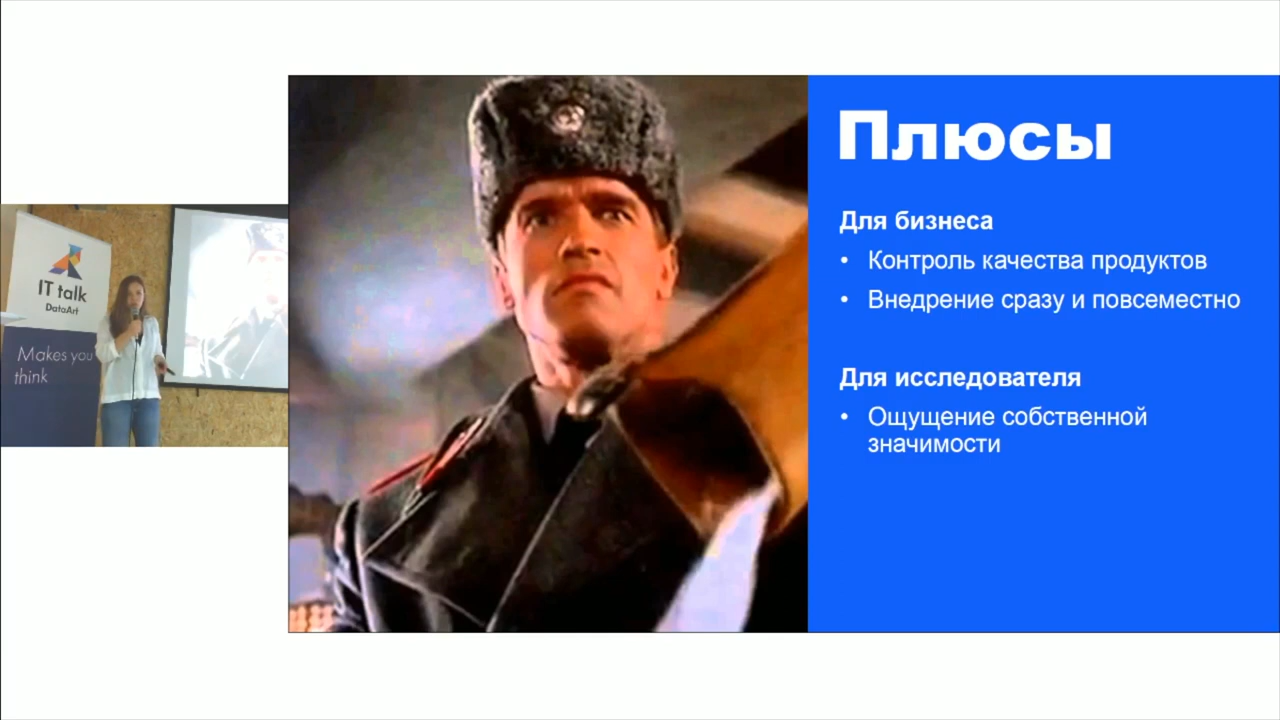 IT talk
DataArt
Makes you
think
Плюсы
Для бизнеса
• Контроль качества продуктов
• Внедрение сразу и повсеместно
Для исследователя
• Ощущение собственной
значимости